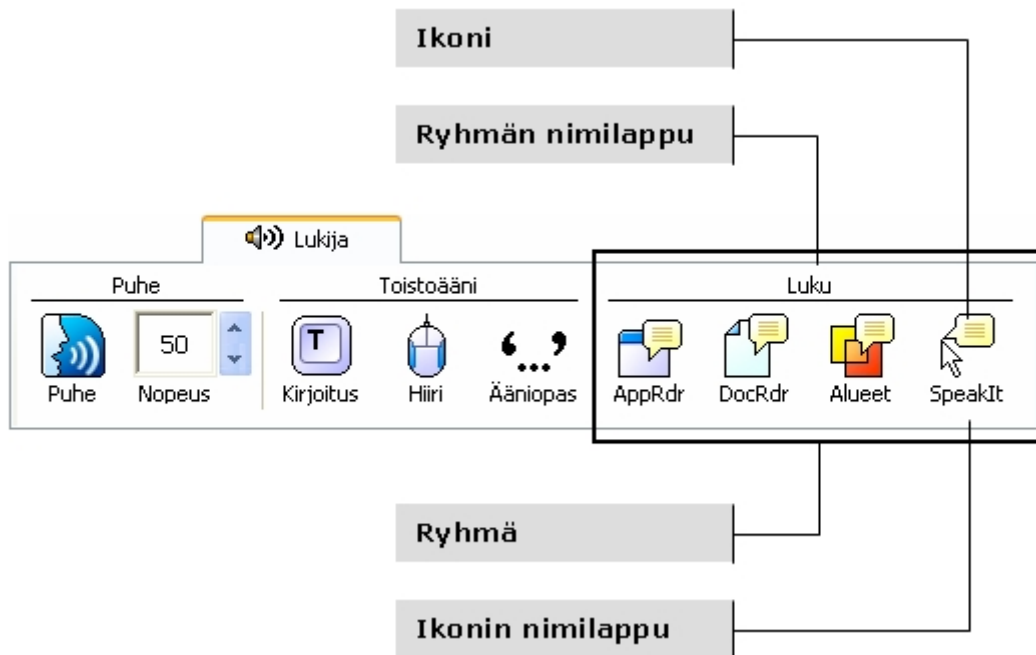 Ikoni
Ryhmän nimilappu
Lukija
Puhe Toistoääni Luku
T 50
Puhe Nopeus Kirjoitus Hiiri Ääniopas AppRdr DocRdr Alueet SpeakIt
Ryhmä
Ikonin nimilappu